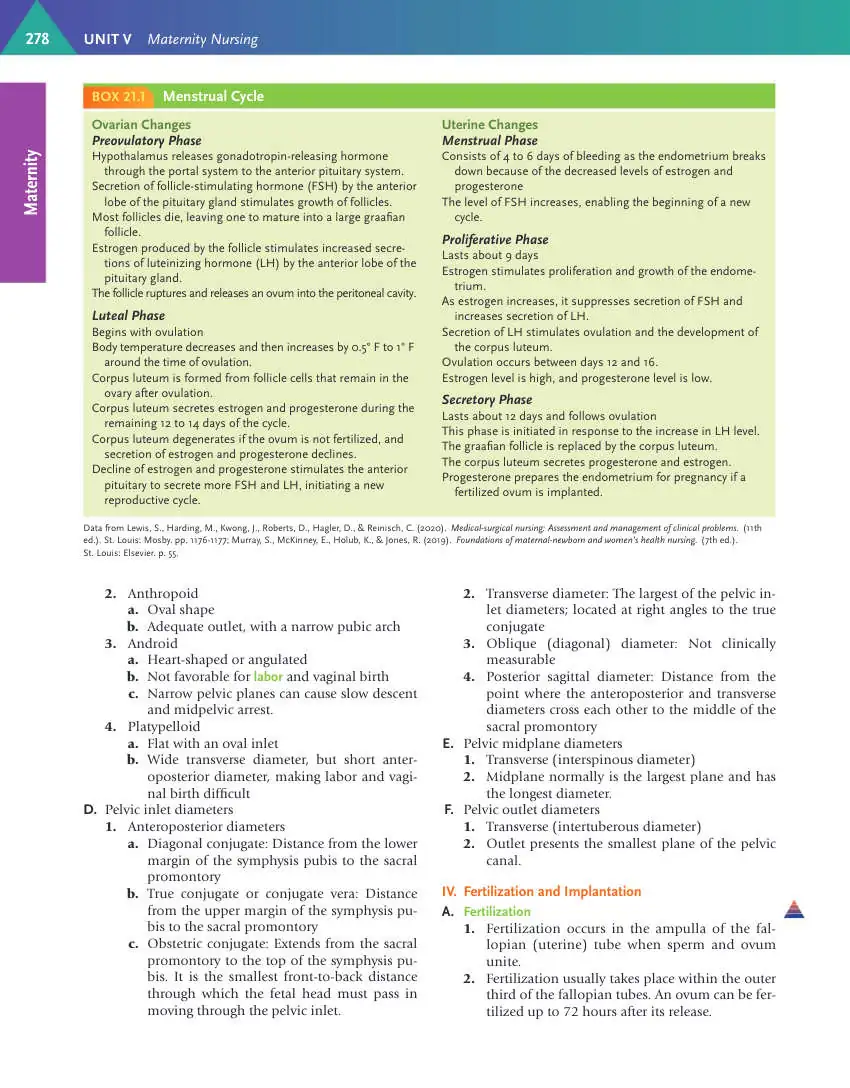 278 UNIT V Maternity Nursing
Maternity
BOX 21.1 Menstrual Cycle
Ovarian Changes
Preovulatory Phase
Hypothalamus releases gonadotropin-releasing hormone
through the portal system to the anterior pituitary system.
Secretion of follicle-stimulating hormone (FSH) by the anterior
lobe of the pituitary gland stimulates growth of follicles.
Most follicles die, leaving one to mature into a large graafian
follicle.
Estrogen produced by the follicle stimulates increased secre-
tions of luteinizing hormone (LH) by the anterior lobe of the
pituitary gland.
The follicle ruptures and releases an ovum into the peritoneal cavity.
Luteal Phase
Begins with ovulation
Body temperature decreases and then increases by 0.5° F to 1° F
around the time of ovulation.
Corpus luteum is formed from follicle cells that remain in the
ovary after ovulation.
Corpus luteum secretes estrogen and progesterone during the
remaining 12 to 14 days of the cycle.
Corpus luteum degenerates if the ovum is not fertilized, and
secretion of estrogen and progesterone declines.
Decline of estrogen and progesterone stimulates the anterior
pituitary to secrete more FSH and LH, initiating a new
reproductive cycle.
Uterine Changes
Menstrual Phase
Consists of 4 to 6 days of bleeding as the endometrium breaks
down because of the decreased levels of estrogen and
progesterone
The level of FSH increases, enabling the beginning of a new
cycle.
Proliferative Phase
Lasts about 9 days
Estrogen stimulates proliferation and growth of the endome-
trium.
As estrogen increases, it suppresses secretion of FSH and
increases secretion of LH.
Secretion of LH stimulates ovulation and the development of
the corpus luteum.
Ovulation occurs between days 12 and 16.
Estrogen level is high, and progesterone level is low.
Secretory Phase
Lasts about 12 days and follows ovulation
This phase is initiated in response to the increase in LH level.
The graafian follicle is replaced by the corpus luteum.
The corpus luteum secretes progesterone and estrogen.
Progesterone prepares the endometrium for pregnancy if a
fertilized ovum is implanted.
Data from Lewis, S., Harding, M., Kwong, J., Roberts, D., Hagler, D., & Reinisch, C. (2020). Medical-surgical nursing: Assessment and management of clinical problems. (11th
ed.). St. Louis: Mosby. pp. 1176-1177; Murray, S., McKinney, E., Holub, K., & Jones, R. (2019). Foundations of maternal-newborn and women's health nursing. (7th ed.).
St. Louis: Elsevier. p. 55.
2. Anthropoid
a. Oval shape
b. Adequate outlet, with a narrow pubic arch
3. Android
a. Heart-shaped or angulated
b. Not favorable for labor and vaginal birth
c. Narrow pelvic planes can cause slow descent
and midpelvic arrest.
4. Platypelloid
a. Flat with an oval inlet
b. Wide transverse diameter, but short anter-
oposterior diameter, making labor and vagi-
nal birth difficult
D. Pelvic inlet diameters
1. Anteroposterior diameters
a. Diagonal conjugate: Distance from the lower
margin of the symphysis pubis to the sacral
promontory
b. True conjugate or conjugate vera: Distance
from the upper margin of the symphysis pu-
bis to the sacral promontory
c. Obstetric conjugate: Extends from the sacral
promontory to the top of the symphysis pu-
bis. It is the smallest front-to-back distance
through which the fetal head must pass in
moving through the pelvic inlet.
2. Transverse diameter: The largest of the pelvic in-
let diameters; located at right angles to the true
conjugate
3. Oblique (diagonal) diameter: Not clinically
measurable
4. Posterior sagittal diameter: Distance from the
point where the anteroposterior and transverse
diameters cross each other to the middle of the
sacral promontory
E. Pelvic midplane diameters
1. Transverse (interspinous diameter)
2. Midplane normally is the largest plane and has
the longest diameter.
F. Pelvic outlet diameters
1. Transverse (intertuberous diameter)
2. Outlet presents the smallest plane of the pelvic
canal.
IV. Fertilization and Implantation
A. Fertilization
1. Fertilization occurs in the ampulla of the fal-
lopian (uterine) tube when sperm and ovum
unite.
2. Fertilization usually takes place within the outer
third of the fallopian tubes. An ovum can be fer-
tilized up to 72 hours after its release.